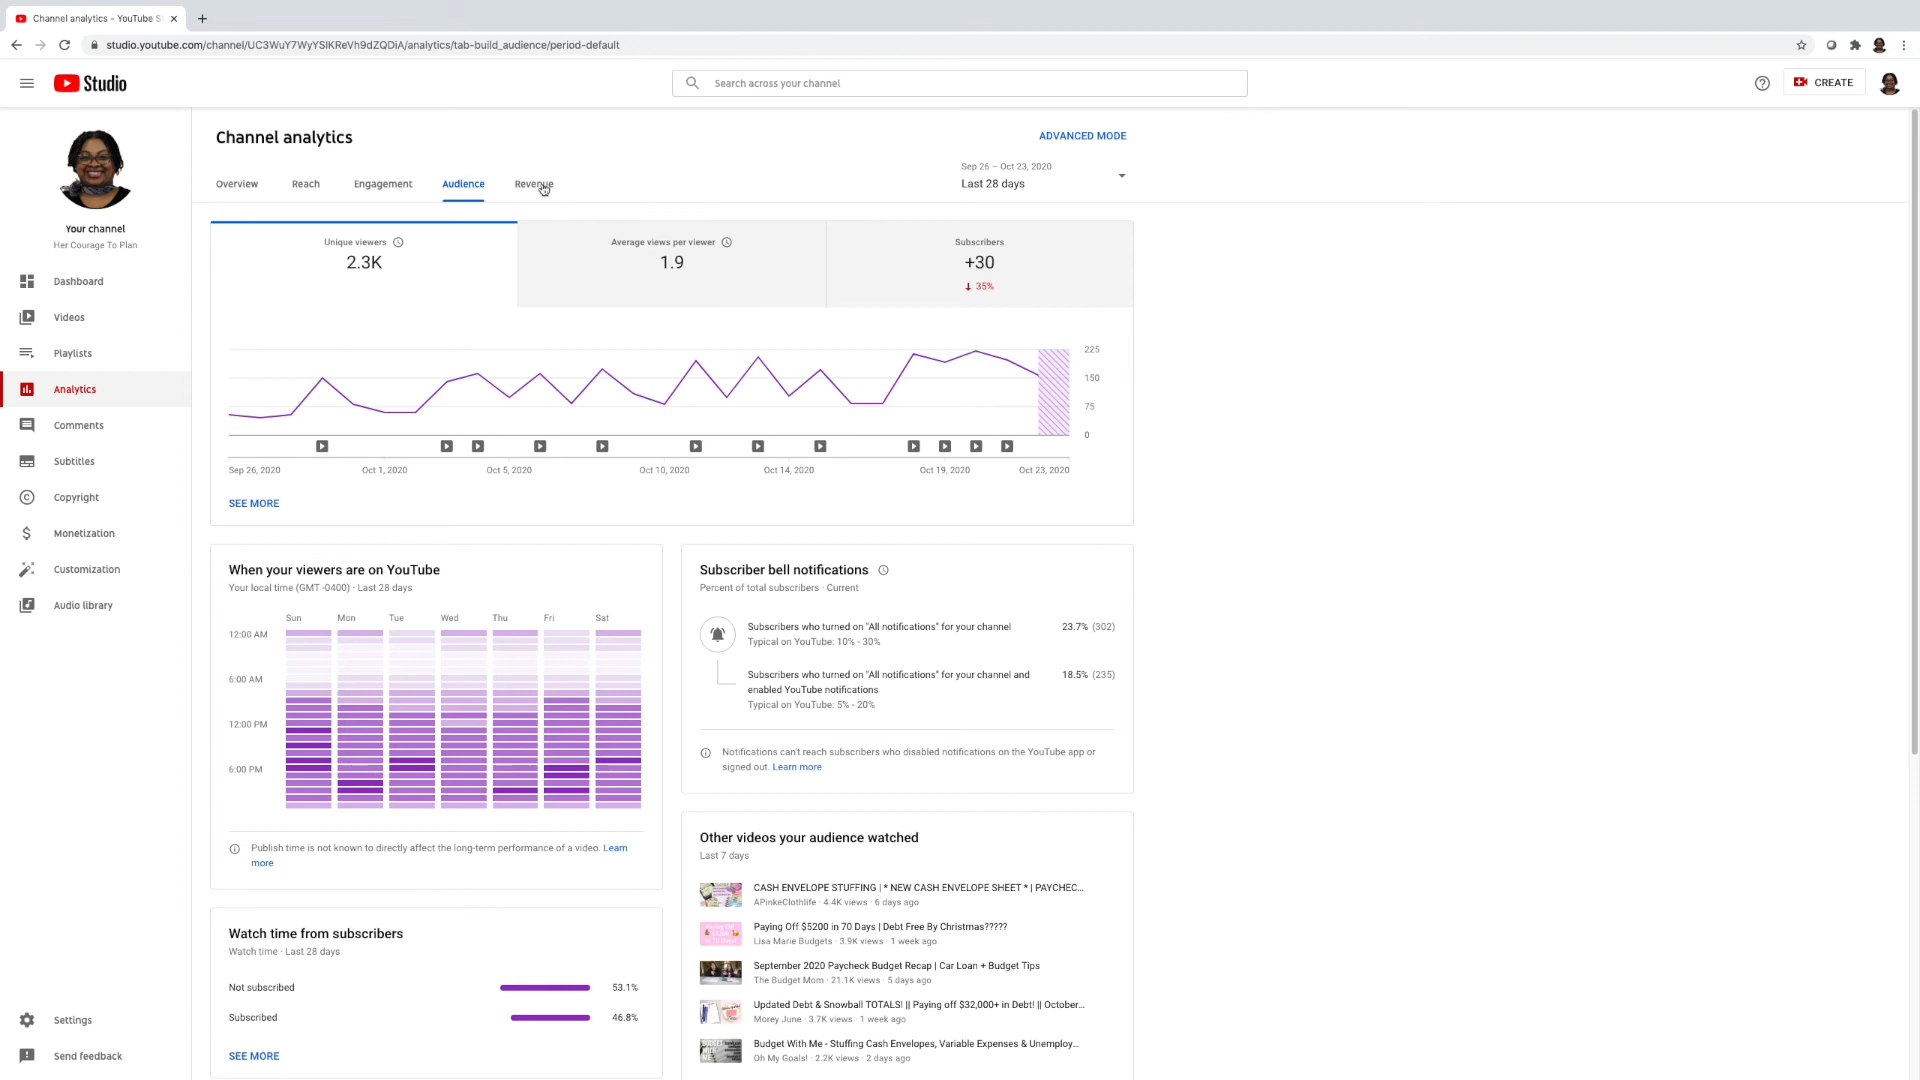 Channel analytics - YouTube S
studio.youtube.com/channel/UC3WuY7WyYSIKReVh9dZQDiA/analytics/tab-build_audience/period-default
Studio
Search across your channel
CREATE
Your channel
Her Courage To Plan
Dashboard
Videos
Playlists
Analytics
Comments
Subtitles
Copyright
Monetization
Customization
Audio library
Settings
Send feedback
Channel analytics
ADVANCED MODE
Overview Reach Engagement Audience Revenue
Sep 26 – Oct 23, 2020
Last 28 days
Unique viewers
2.3K
Average views per viewer
1.9
Subscribers
+30
35%
225
150
75
0
Sep 26, 2020 Oct 1, 2020 Oct 5, 2020 Oct 10, 2020 Oct 14, 2020 Oct 19, 2020 Oct 23, 2020
SEE MORE
When your viewers are on YouTube
Your local time (GMT -0400) · Last 28 days
Sun Mon Tue Wed Thu Fri Sat
12:00 AM
6:00 AM
12:00 PM
6:00 PM
Publish time is not known to directly affect the long-term performance of a video. Learn
more
Watch time from subscribers
Watch time · Last 28 days
Not subscribed 53.1%
Subscribed 46.8%
SEE MORE
Subscriber bell notifications
Percent of total subscribers · Current
Subscribers who turned on "All notifications" for your channel 23.7% (302)
Typical on YouTube: 10% - 30%
Subscribers who turned on "All notifications" for your channel and 18.5% (235)
enabled YouTube notifications
Typical on YouTube: 5% - 20%
Notifications can't reach subscribers who disabled notifications on the YouTube app or
signed out. Learn more
Other videos your audience watched
Last 7 days
CASH ENVELOPE STUFFING | * NEW CASH ENVELOPE SHEET * | PAYCHEC...
APinkeClothlife · 4.4K views · 6 days ago
Paying Off $5200 in 70 Days | Debt Free By Christmas?????
Lisa Marie Budgets · 3.9K views · 1 week ago
September 2020 Paycheck Budget Recap | Car Loan + Budget Tips
The Budget Mom · 21.1K views · 5 days ago
Updated Debt & Snowball TOTALS! || Paying off $32,000+ in Debt! || October...
Morey June · 3.7K views · 1 week ago
Budget With Me - Stuffing Cash Envelopes, Variable Expenses & Unemploy...
Oh My Goals! · 2.2K views · 2 days ago